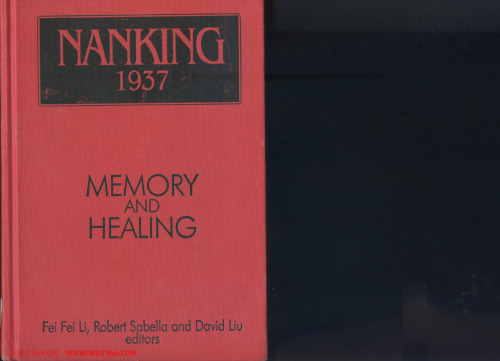 NANKING
1937
MEMORY
AND
HEALING
Fei Fei Li, Robert Sabella and David Liu
editors